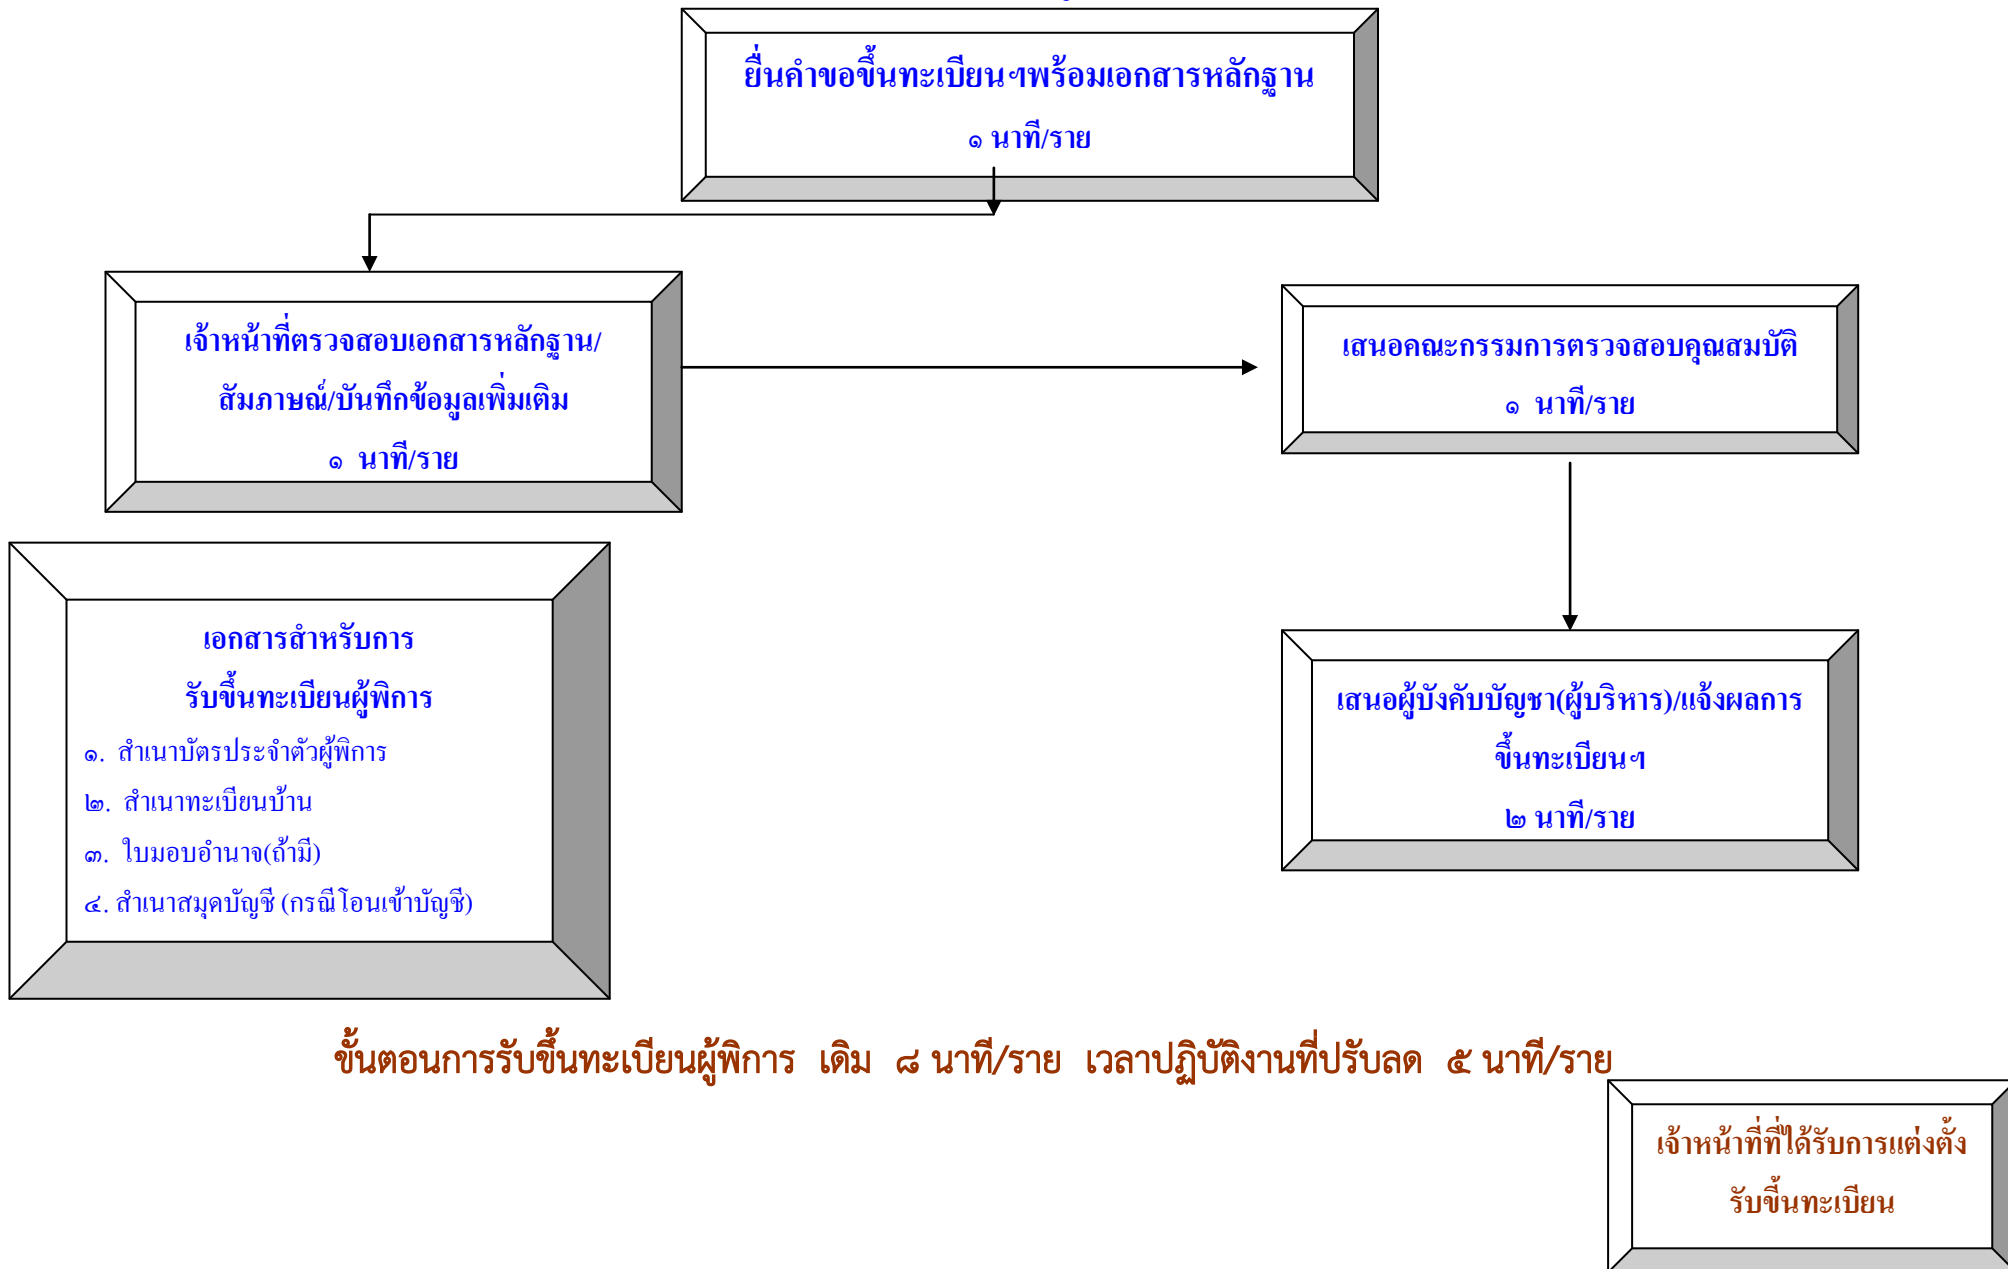 ยื่นคำขอขึ้นทะเบียนฯพร้อมเอกสารหลักฐาน
๑ นาที/ราย
เจ้าหน้าที่ตรวจสอบเอกสารหลักฐาน/
สัมภาษณ์/บันทึกข้อมูลเพิ่มเติม
๑ นาที/ราย
เสนอคณะกรรมการตรวจสอบคุณสมบัติ
๑ นาที/ราย
เอกสารสำหรับการ
รับขึ้นทะเบียนผู้พิการ
๑. สำเนาบัตรประจำตัวผู้พิการ
๒. สำเนาทะเบียนบ้าน
๓. ใบมอบอำนาจ(ถ้ามี)
๔. สำเนาสมุดบัญชี (กรณีโอนเข้าบัญชี)
เสนอผู้บังคับบัญชา(ผู้บริหาร)/แจ้งผลการ
ขึ้นทะเบียนฯ
๒ นาที/ราย
ขั้นตอนการรับขึ้นทะเบียนผู้พิการ เดิม ๘ นาที/ราย เวลาปฏิบัติงานที่ปรับลด ๕ นาที/ราย
เจ้าหน้าที่ที่ได้รับการแต่งตั้ง
รับขึ้นทะเบียน